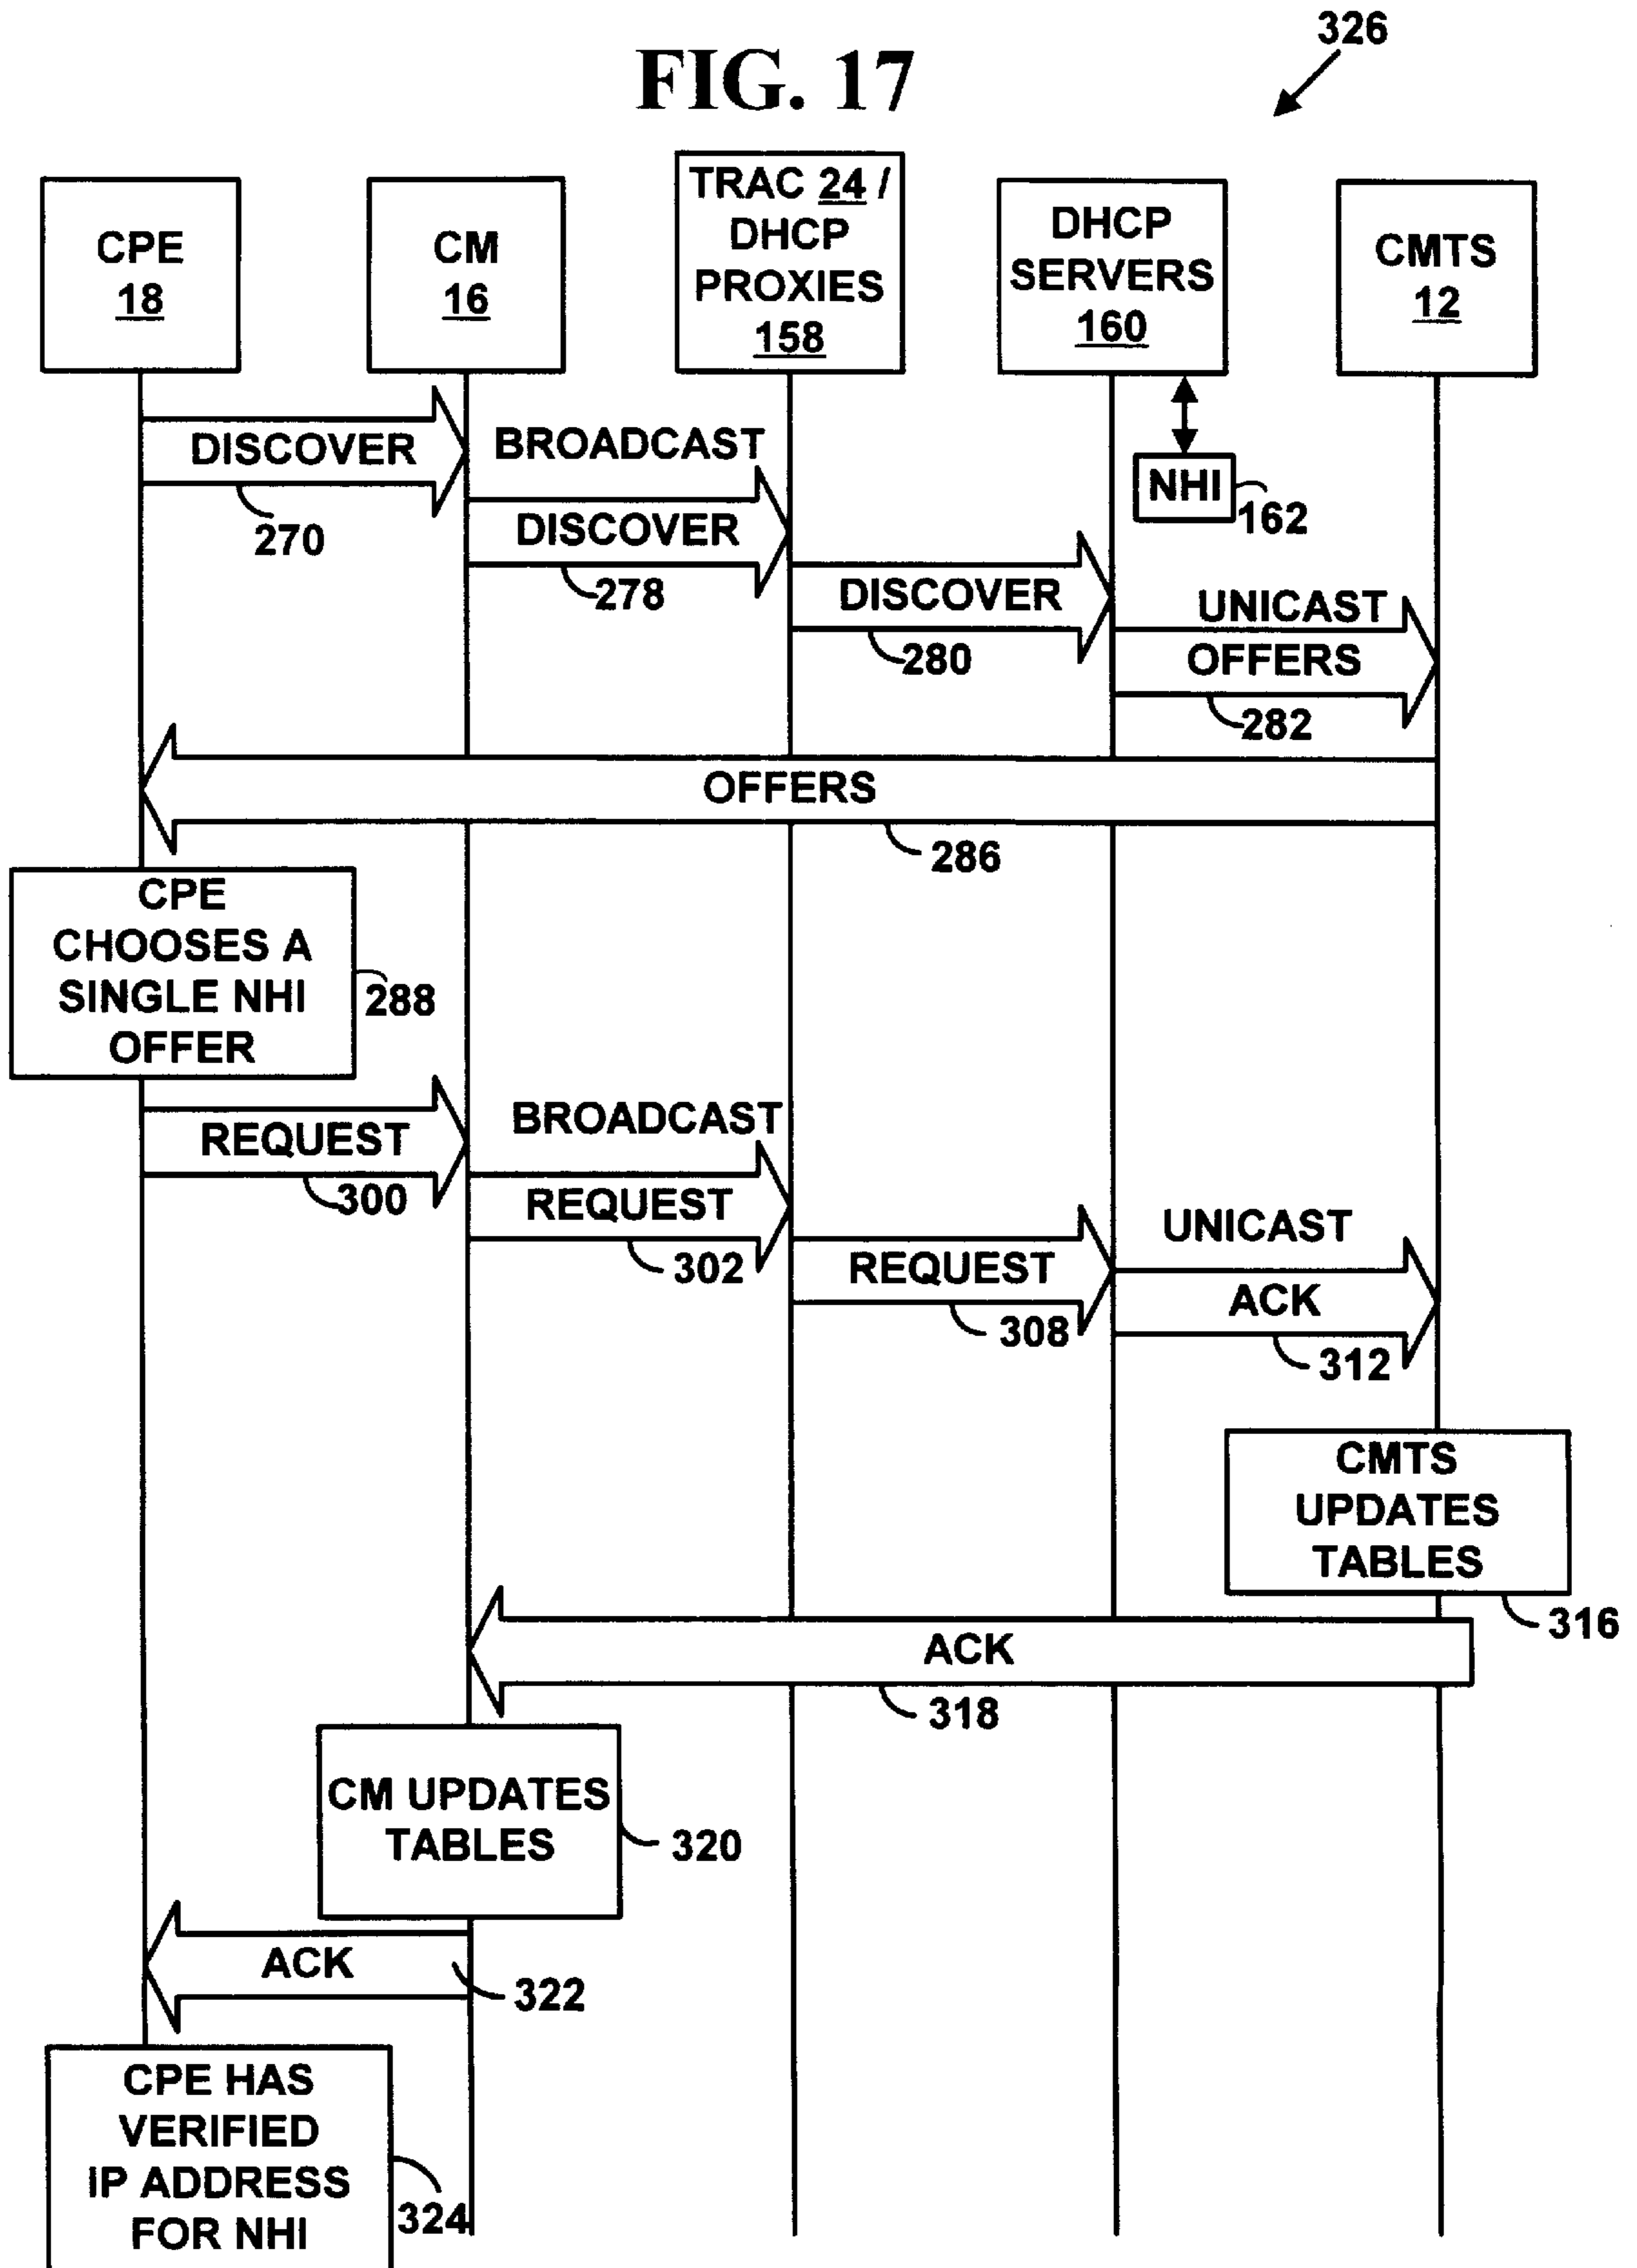 326
FIG. 17
CPE
18
CM
16
TRAC 24 /
DHCP
PROXIES
158
DHCP
SERVERS
160
CMTS
12
DISCOVER
270
BROADCAST
DISCOVER
278
NHI
162
DISCOVER
280
UNICAST
OFFERS
282
OFFERS
286
CPE
CHOOSES A
SINGLE NHI
OFFER
288
REQUEST
300
BROADCAST
REQUEST
302
REQUEST
308
UNICAST
ACK
312
CMTS
UPDATES
TABLES
316
ACK
318
CM UPDATES
TABLES
320
ACK
322
CPE HAS
VERIFIED
IP ADDRESS
FOR NHI
324